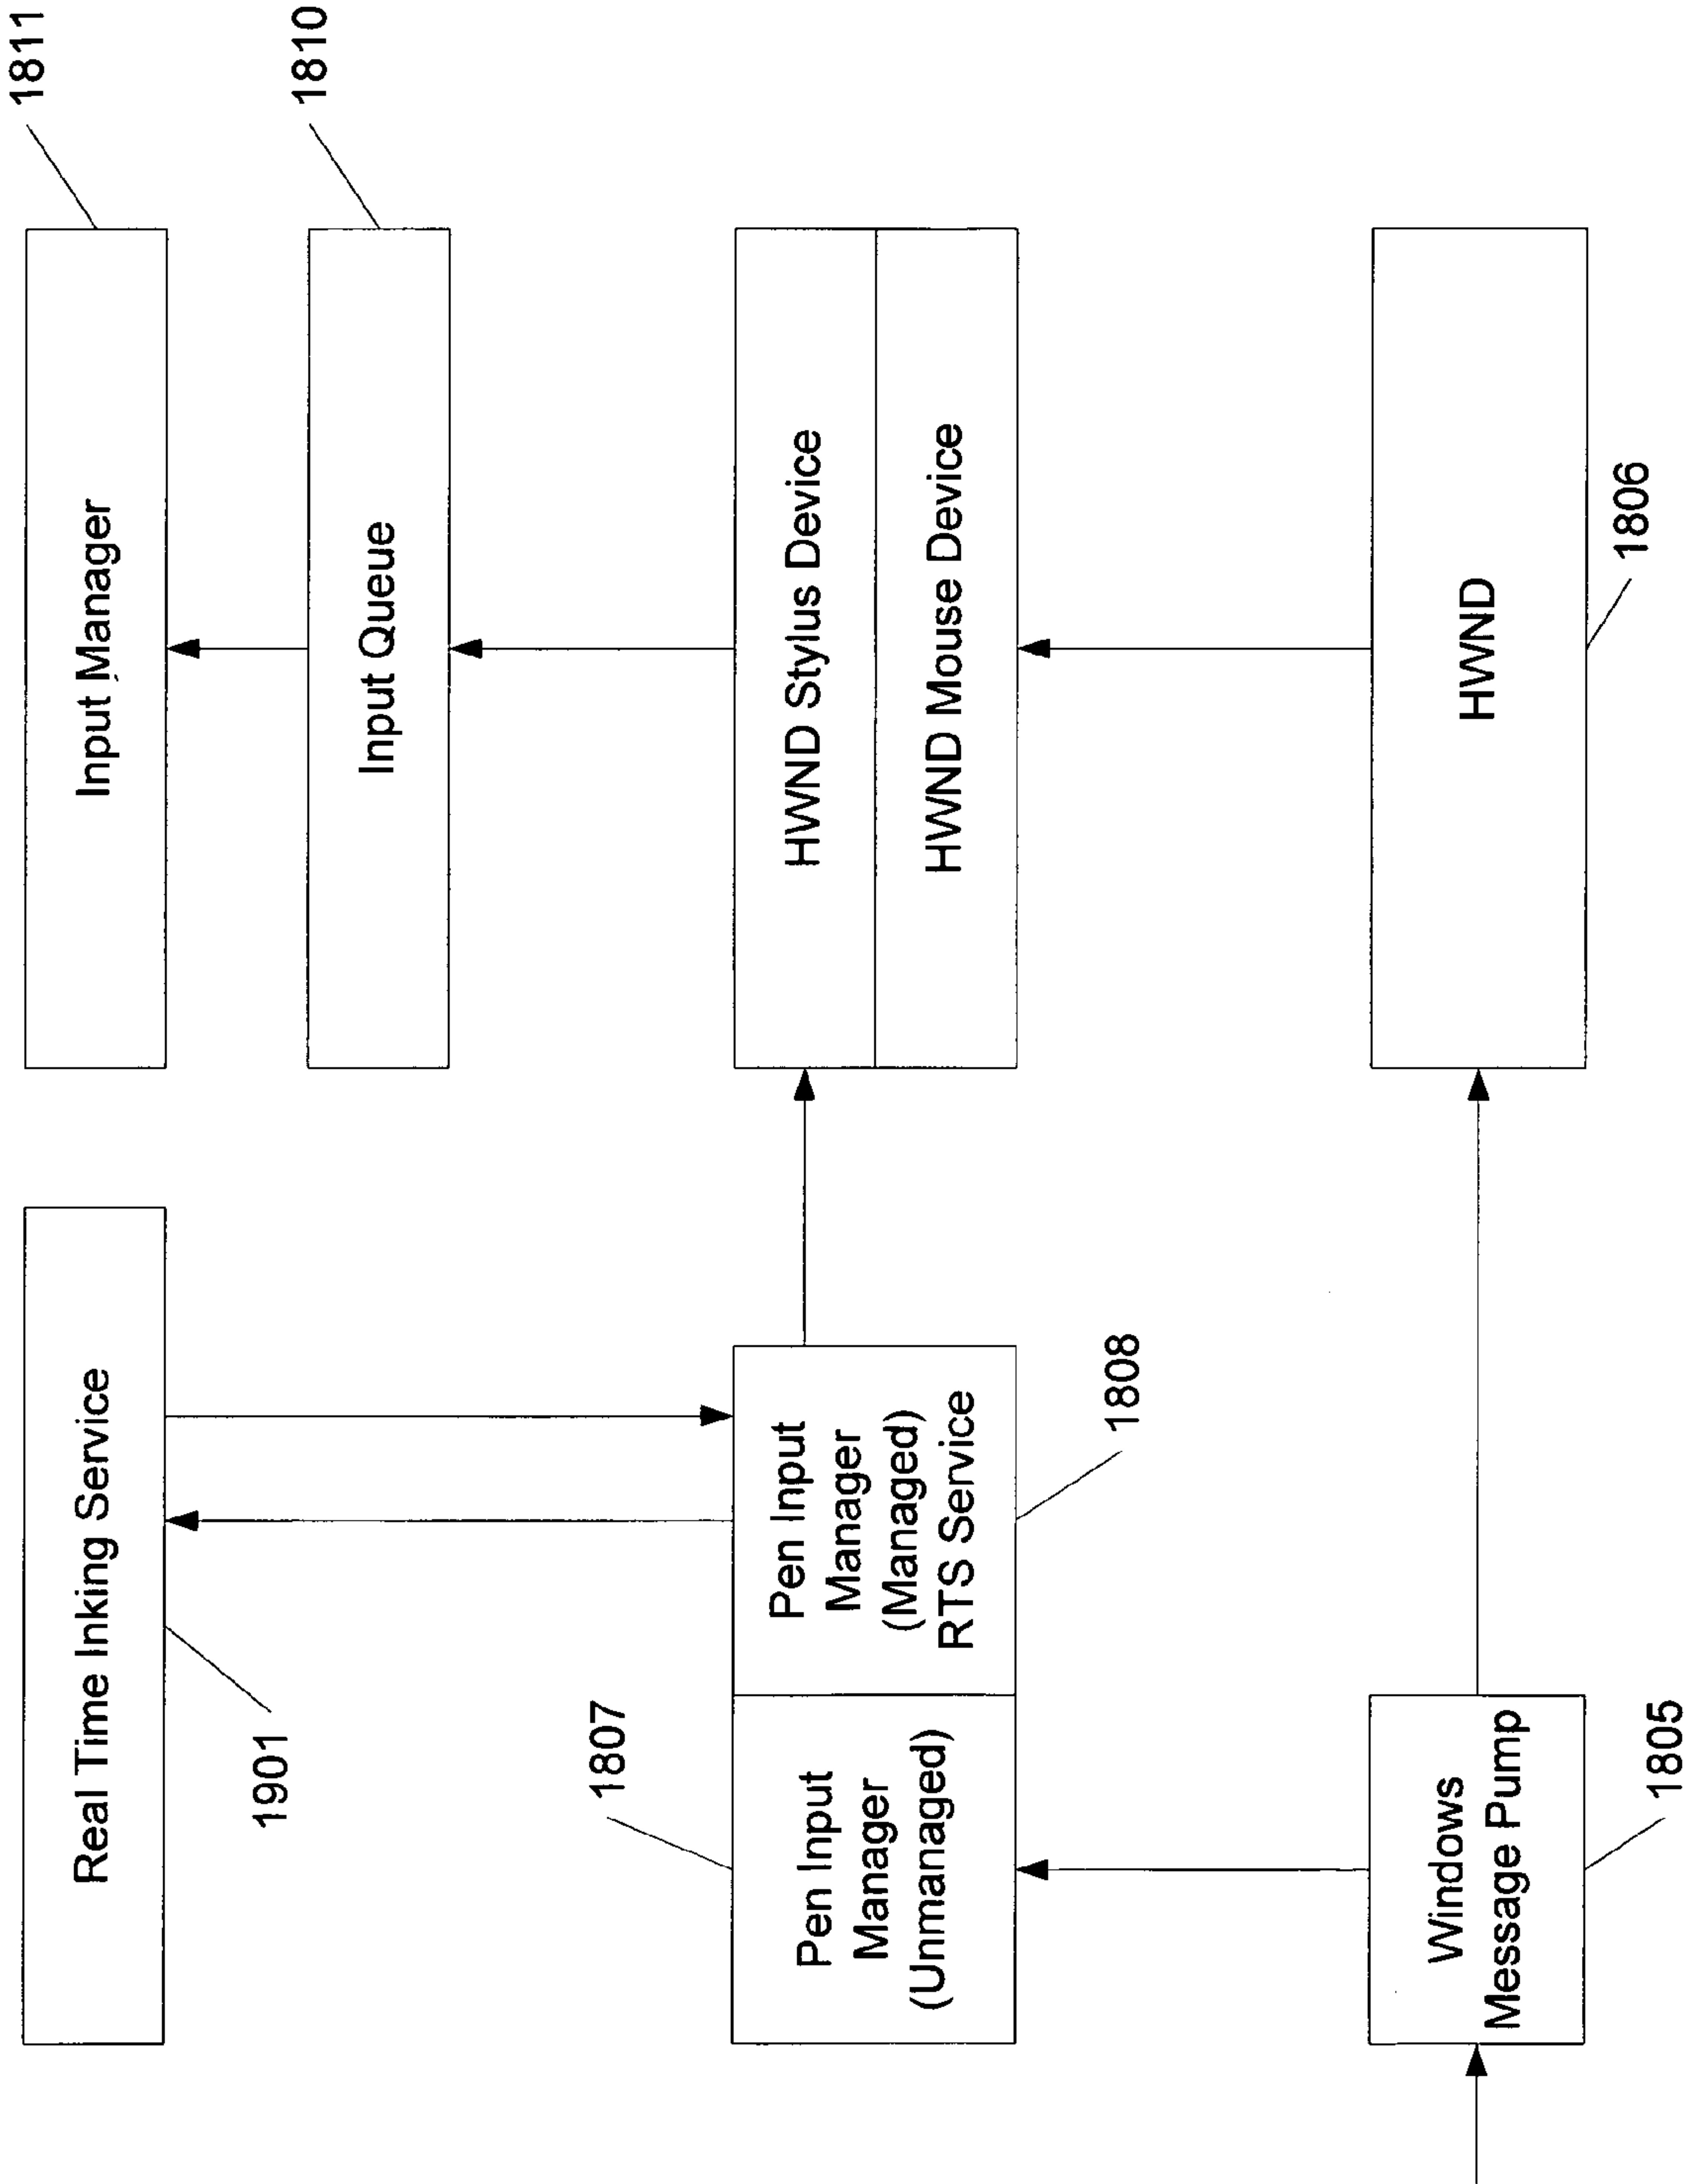 1811
Real Time Inking Service
Input Manager
1901
1810
Input Queue
1807
Pen Input
Manager
(Unmanaged)
Pen Input
Manager
(Managed)
RTS Service
HWND Stylus Device
HWND Mouse Device
1808
Windows
Message Pump
HWND
1805
1806